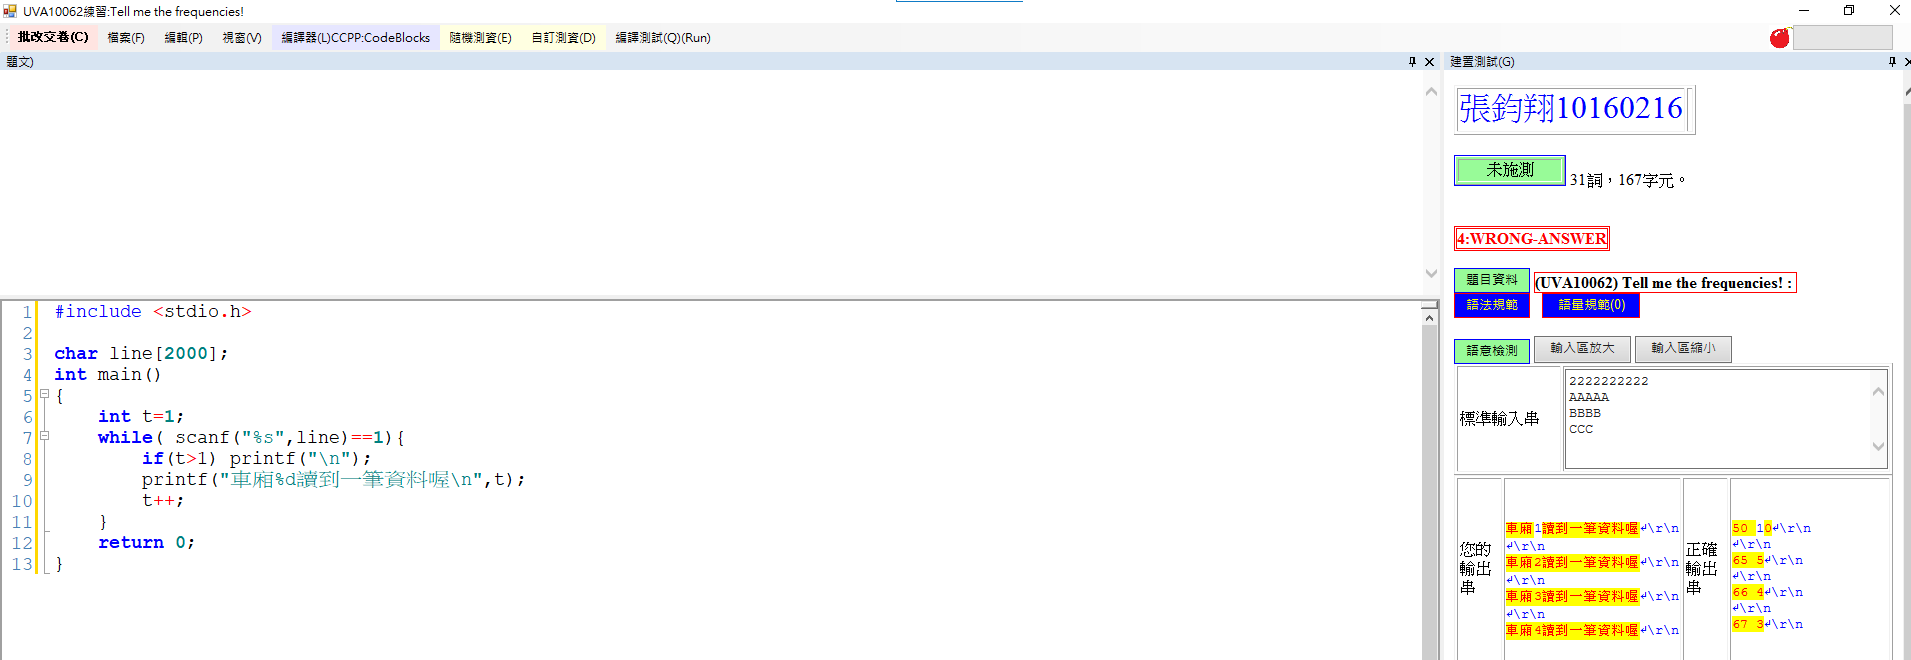 UVA10062練習:Tell me the frequencies!
批改交卷(C) 檔案(F) 編輯(P) 視窗(V) 編譯器(L)CCPP:CodeBlocks 隨機測資(E) 自訂測資(D) 編譯測試(Q)(Run)
題文)
1 #include <stdio.h>
2
3 char line[2000];
4 int main()
5 {
6 int t=1;
7 while( scanf("%s",line)==1){
8 if(t>1) printf("\n");
9 printf("車廂%d讀到一筆資料喔\n",t);
10 t++;
11 }
12 return 0;
13 }
建置測試(G)
張鈞翔10160216
未施測 31詞，167字元。
4:WRONG-ANSWER
題目資料 (UVA10062) Tell me the frequencies! :
語法規範 語量規範(0)
語意檢測 輸入區放大 輸入區縮小
標準輸入串
2222222222
AAAAA
BBBB
CCC
您的輸出串
車廂1讀到一筆資料喔↲\r\n
↲\r\n
車廂2讀到一筆資料喔↲\r\n
↲\r\n
車廂3讀到一筆資料喔↲\r\n
↲\r\n
車廂4讀到一筆資料喔↲\r\n
正確輸出串
50 10↲\r\n
↲\r\n
65 5↲\r\n
↲\r\n
66 4↲\r\n
↲\r\n
67 3↲\r\n